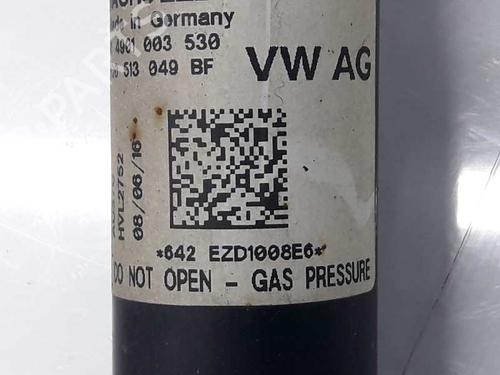 in Germany
4901 003 530
513 049 BF
VW AG
HVL2752
08/06/16
*642 EZD1008E6*
DO NOT OPEN - GAS PRESSURE